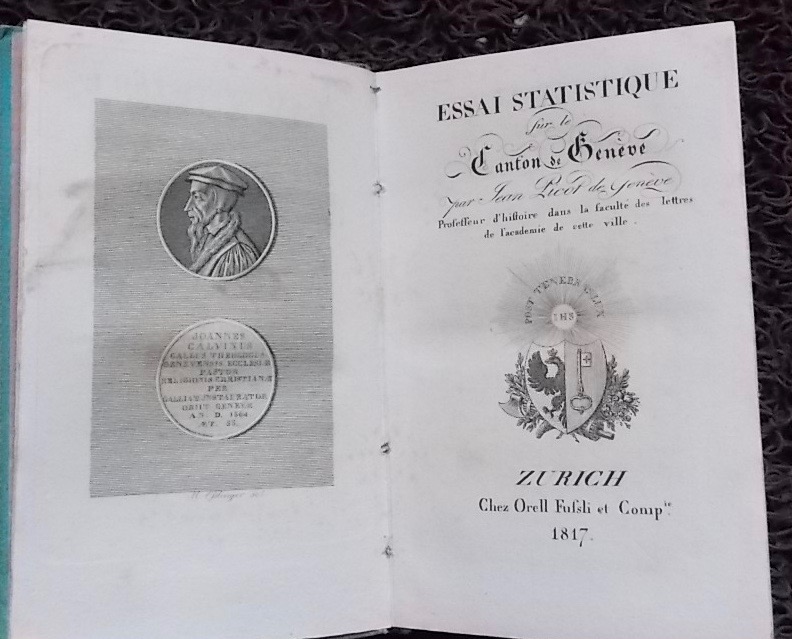 JOANNES
CALVINUS
GALLUS THEOLOGUS
GENEVENSIS ECCLESIÆ
PASTOR
RELIGIONIS CHRISTIANÆ
PER
GALLIAM INSTAURATOR
OBIIT GENEVÆ
AN. D. 1564
ÆT. 55.
ESSAI STATISTIQUE
ſur le
Canton de Genève
par Jean Picot de Genève
Profeſſeur d'hiſtoire dans la faculté des lettres
de l'academie de cette ville.
POST TENEBRAS LUX
IHS
ZURICH
Chez Orell Fuſsli et Compie.
1817.